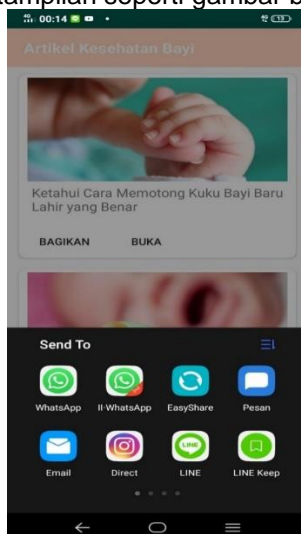 00:14
Artikel Kesehatan Bayi
Ketahui Cara Memotong Kuku Bayi Baru
Lahir yang Benar
BAGIKAN BUKA
Send To
WhatsApp II·WhatsApp EasyShare Pesan
LINE
Email Direct LINE LINE Keep